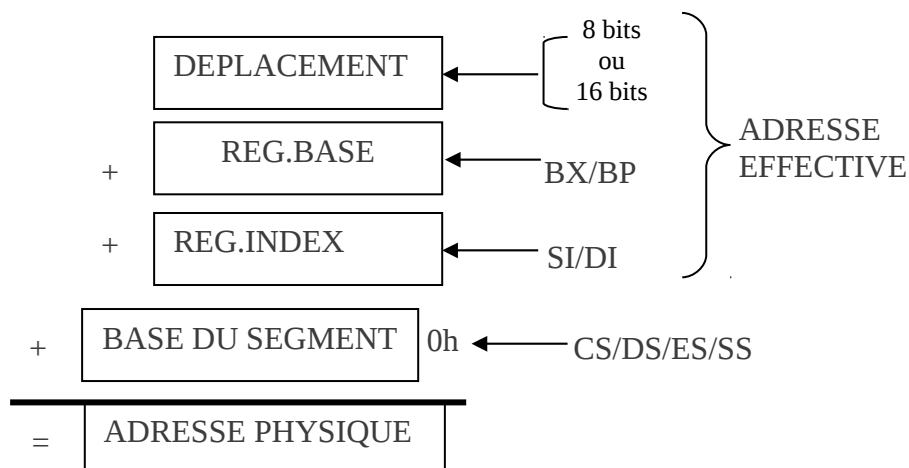 8 bits
ou
16 bits
DEPLACEMENT
ADRESSE
EFFECTIVE
+ REG.BASE
BX/BP
+ REG.INDEX
SI/DI
+ BASE DU SEGMENT 0h
CS/DS/ES/SS
= ADRESSE PHYSIQUE